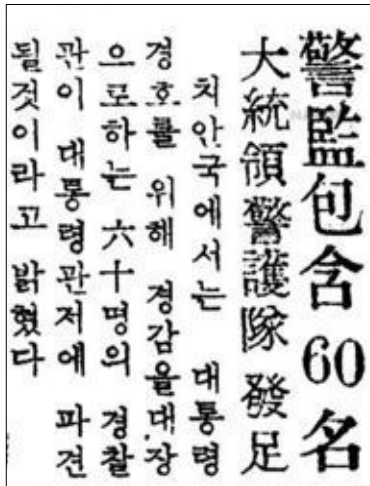 警監包含 60名
大統領警護隊 發足
치안국에서는 대통령
경호를 위해 경감을대장
으로하는 六十명의 경찰
관이 대통령관저에 파견
될것이라고 밝혔다